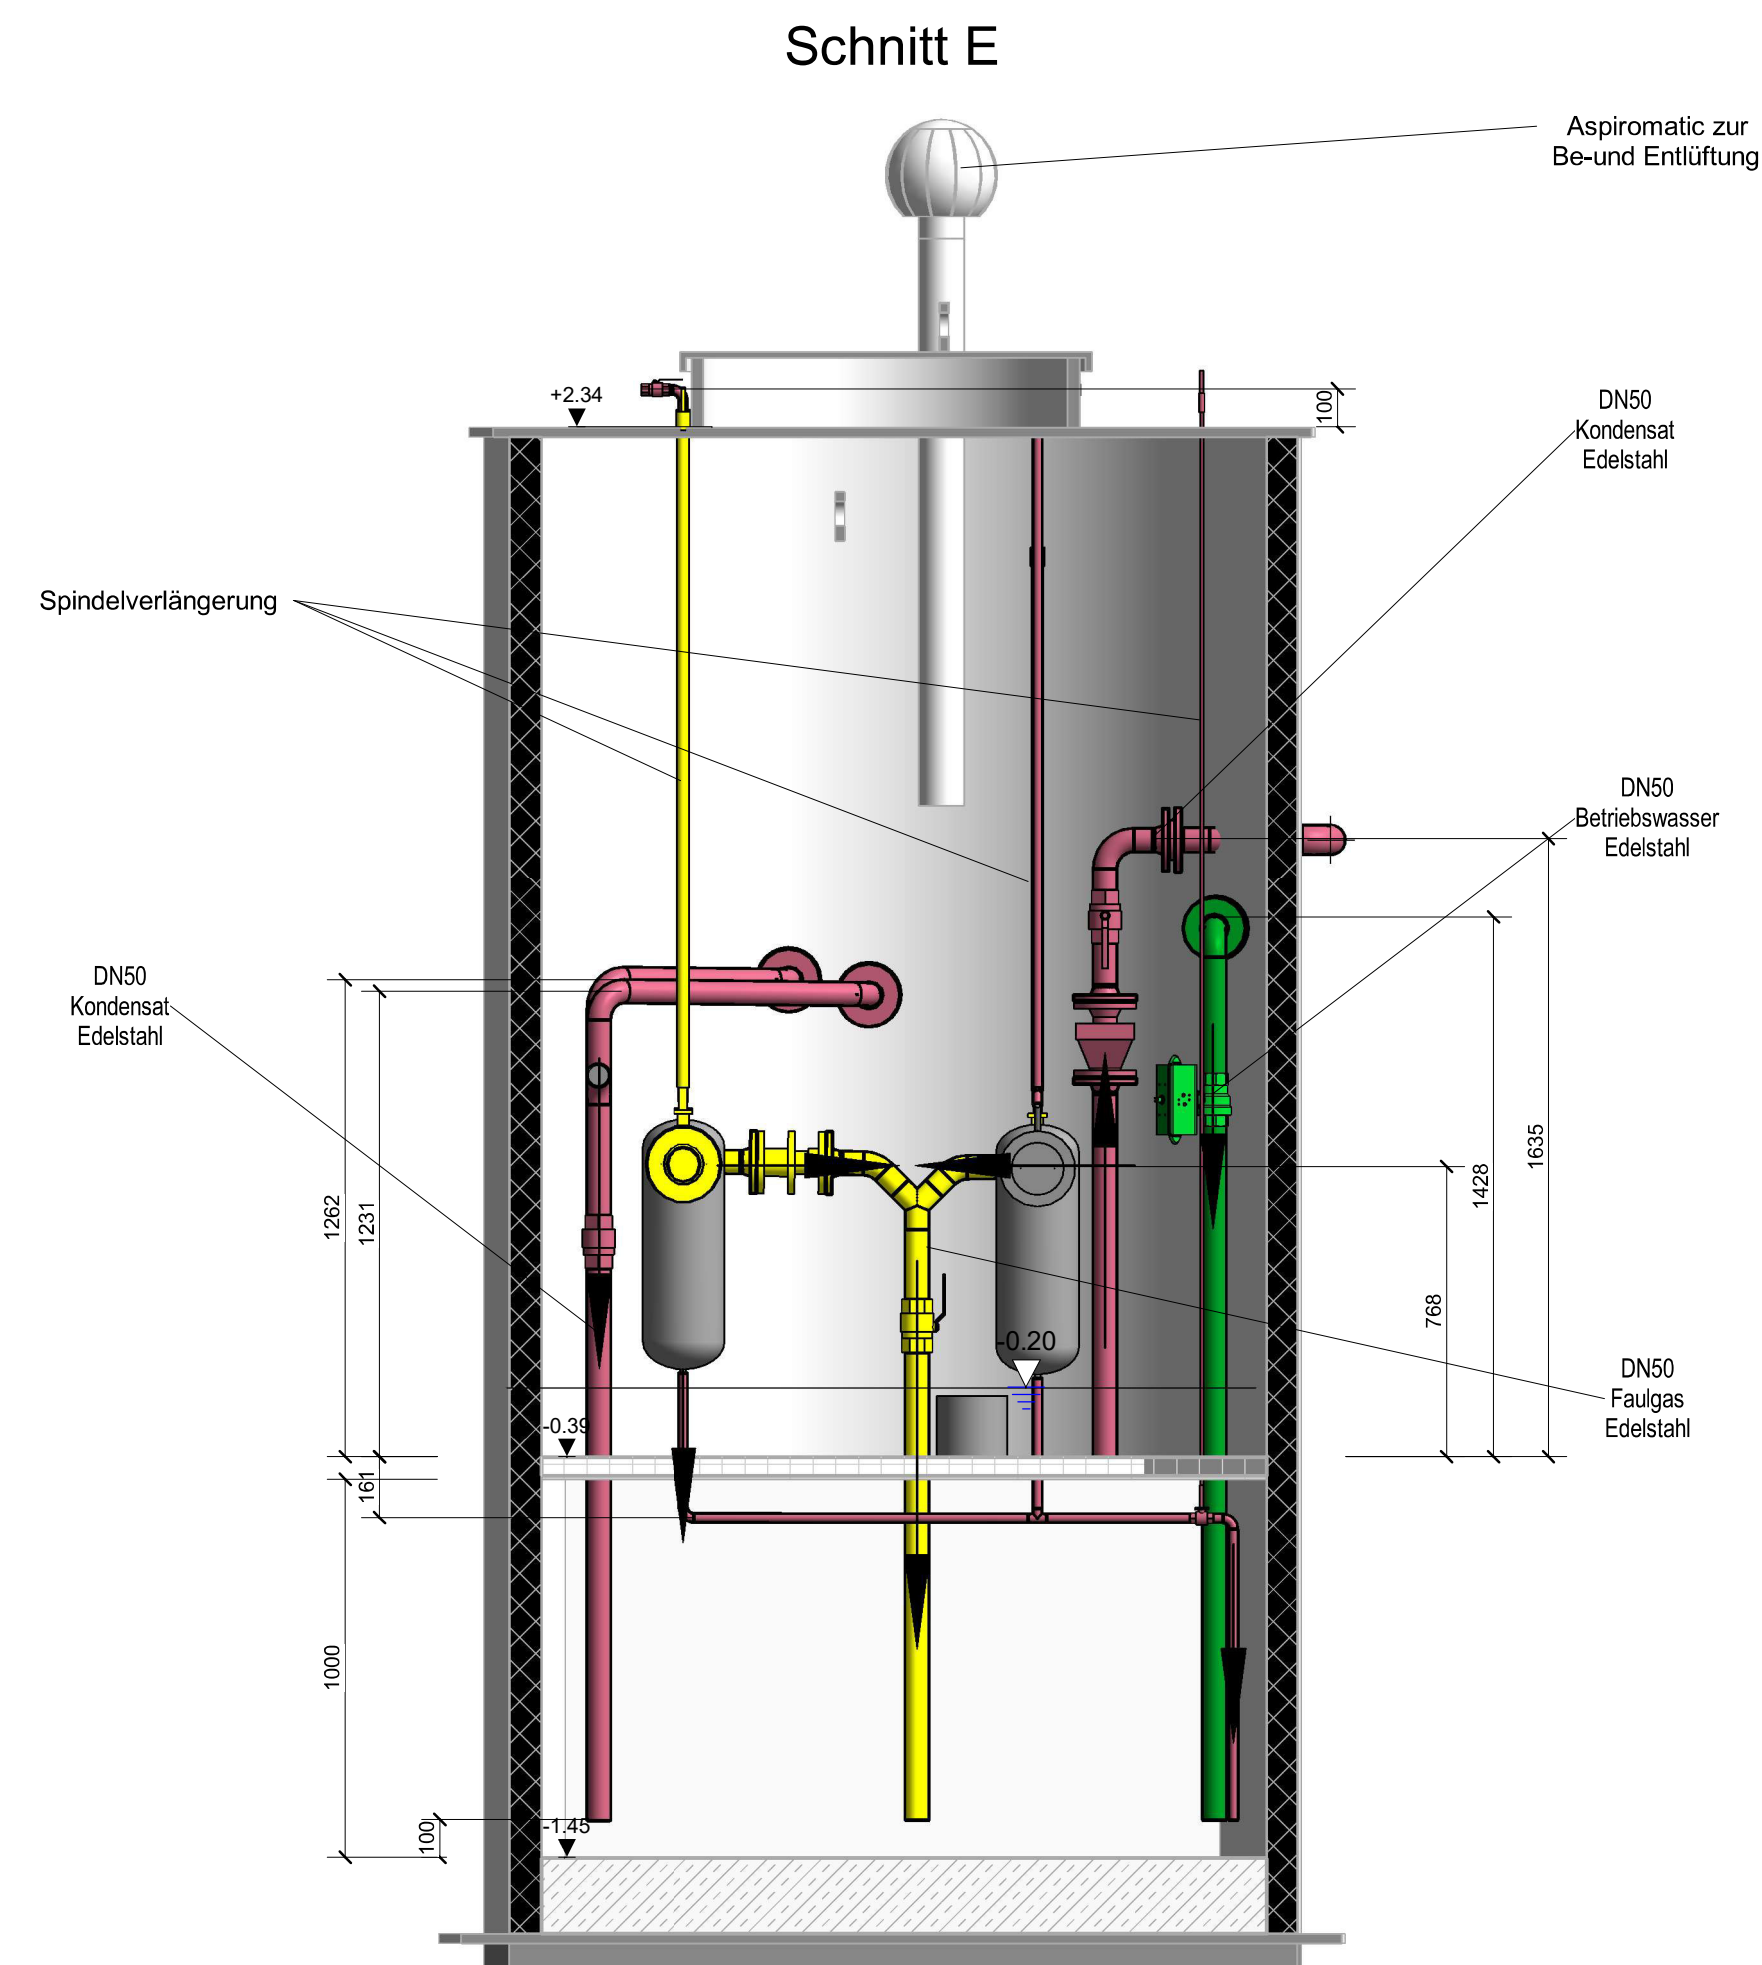 Schnitt E
Aspiromatic zur
Be-und Entlüftung
+2.34
100
DN50
Kondensat
Edelstahl
Spindelverlängerung
DN50
Betriebswasser
Edelstahl
DN50
Kondensat
Edelstahl
1262
1231
1635
1428
768
-0.20
DN50
Faulgas
Edelstahl
-0.39
161
1000
100
-1.45